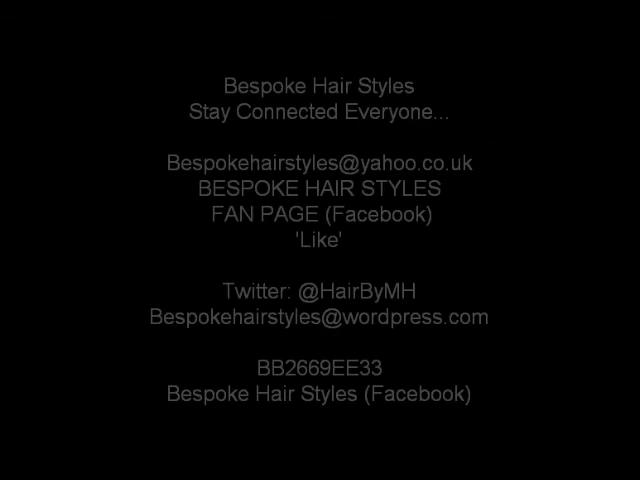 Bespoke Hair Styles
Stay Connected Everyone...
Bespokehairstyles@yahoo.co.uk
BESPOKE HAIR STYLES
FAN PAGE (Facebook)
'Like'
Twitter: @HairByMH
Bespokehairstyles@wordpress.com
BB2669EE33
Bespoke Hair Styles (Facebook)